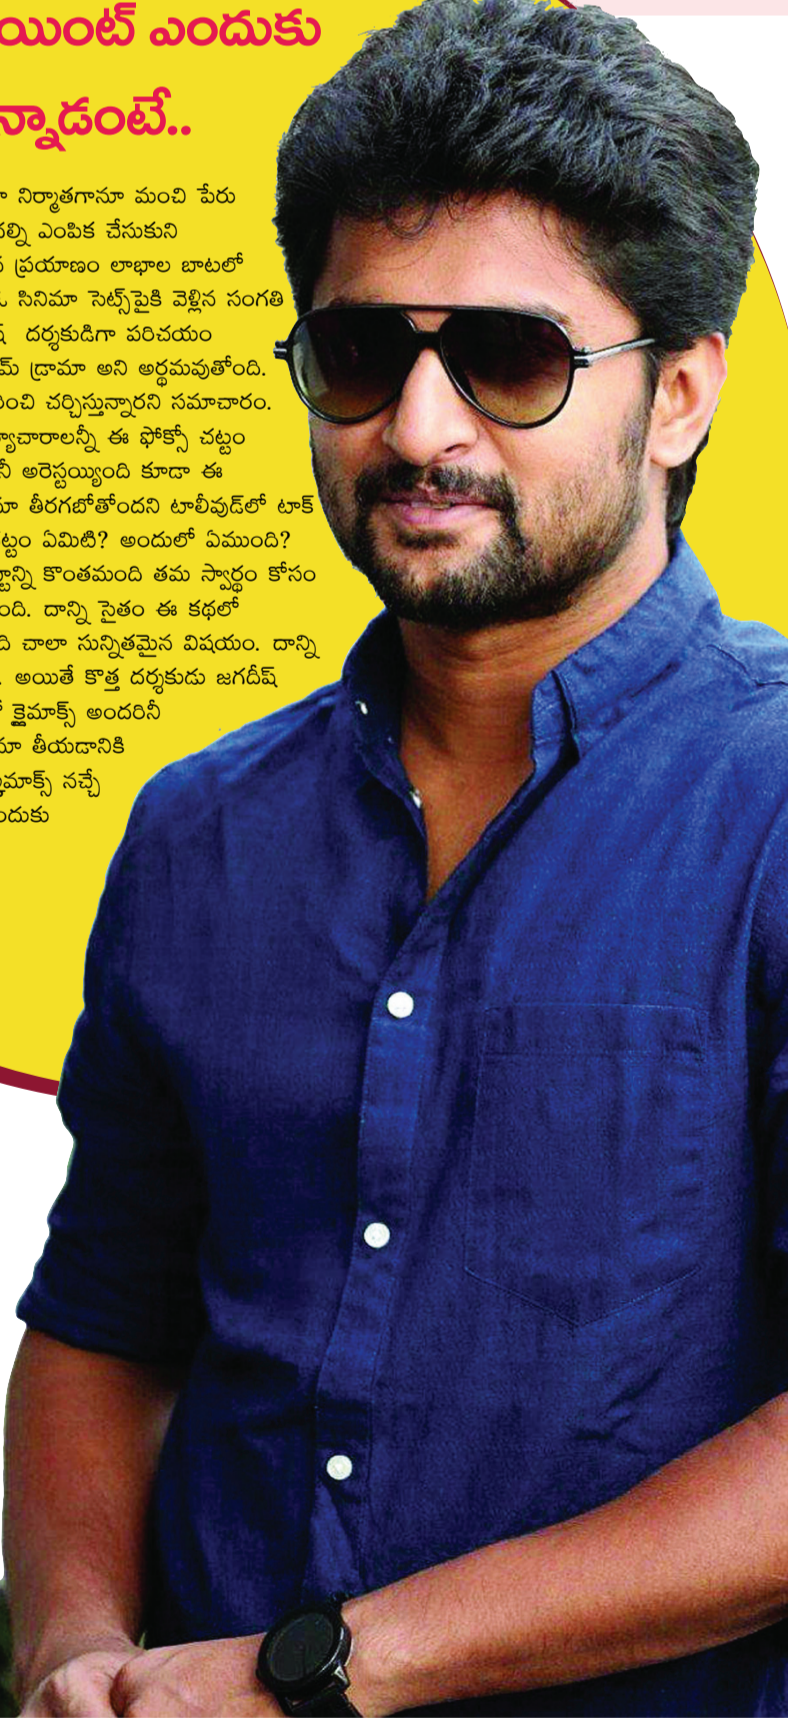 యింట్ ఎందుకు
న్నాడంటే..
నిర్మాతగానూ మంచి పేరు
ఎంపిక చేసుకుని
ప్రయాణం లాభాల బాటలో
సినిమా సెట్స్‌పైకి వెళ్లిన సంగతి
దర్శకుడిగా పరిచయం
డ్రామా అని అర్థమవుతోంది.
చర్చిస్తున్నారని సమాచారం.
ఈ ఫోక్సో చట్టం
అరెస్టయ్యింది కూడా ఈ
తీరగబోతోందని టాలీవుడ్‌లో టాక్
ఏమిటి? అందులో ఏముంది?
కొంతమంది తమ స్వార్థం కోసం
దాన్ని సైతం ఈ కథలో
చాలా సున్నితమైన విషయం. దాన్ని
అయితే కొత్త దర్శకుడు జగదీష్
క్లైమాక్స్ అందరినీ
తీయడానికి
నచ్చే
ందుకు